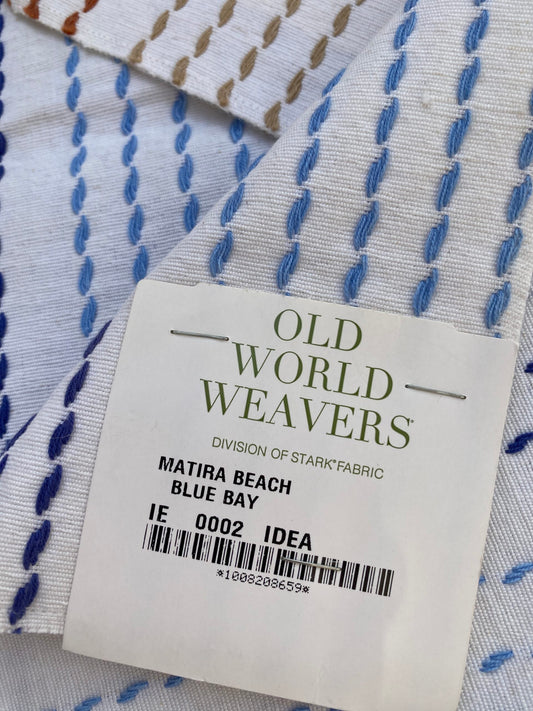 OLD
WORLD
WEAVERS®
DIVISION OF STARK® FABRIC
MATIRA BEACH
BLUE BAY
IE 0002 IDEA
*1008208659*